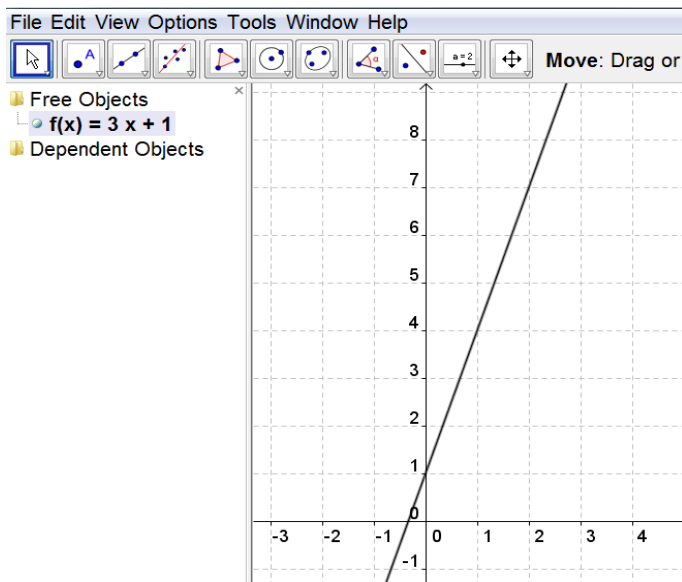 File Edit View Options Tools Window Help
A α a = 2 Move: Drag or
Free Objects
f(x) = 3 x + 1
Dependent Objects
8
7
6
5
4
3
2
1
0
-3 -2 -1 0 1 2 3 4
-1